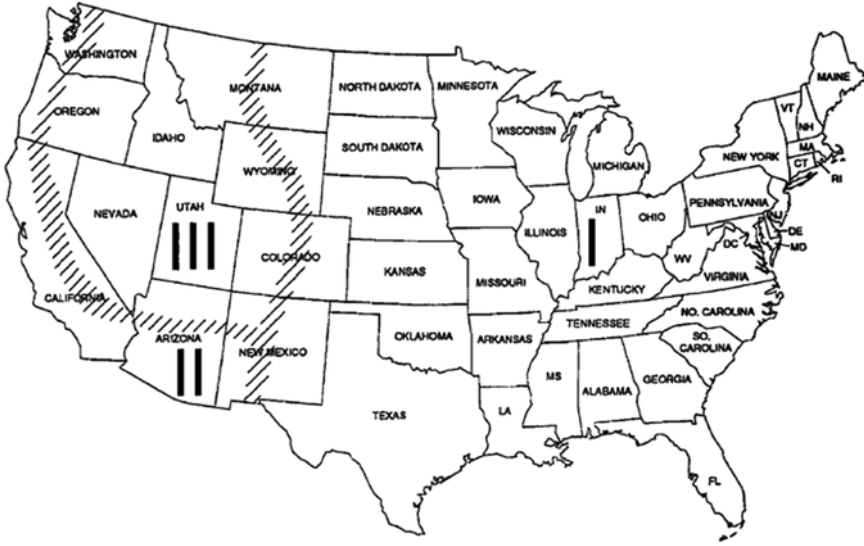 WASHINGTON
MONTANA
NORTH DAKOTA
MINNESOTA
MAINE
VT
NH
OREGON
IDAHO
WISCONSIN
MICHIGAN
NEW YORK
MA
CT
RI
SOUTH DAKOTA
WYOMING
NEVADA
UTAH
NEBRASKA
IOWA
ILLINOIS
IN
OHIO
PENNSYLVANIA
NJ
DE
MD
DC
WV
VIRGINIA
COLORADO
KANSAS
MISSOURI
KENTUCKY
CALIFORNIA
ARIZONA
NEW MEXICO
OKLAHOMA
ARKANSAS
TENNESSEE
NO. CAROLINA
SO.
CAROLINA
MS
ALABAMA
GEORGIA
TEXAS
LA
FL